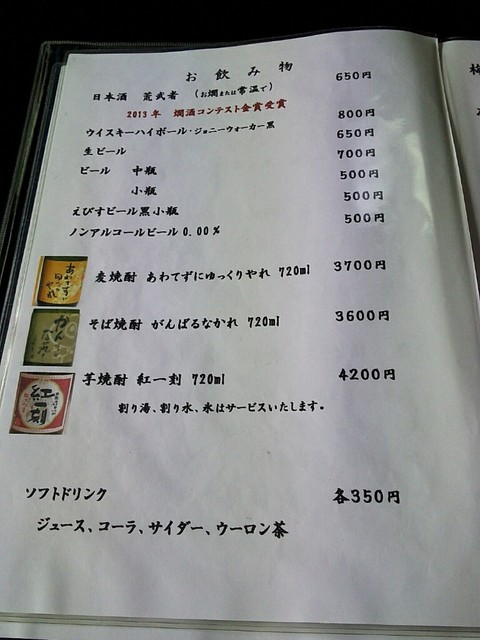 お飲み物
日本酒 荒武者 (お燗または常温で) 650円
2013年 燗酒コンテスト金賞受賞
ウイスキーハイボール・ジョニーウォーカー黒 800円
生ビール 650円
ビール 中瓶 700円
小瓶 500円
えびすビール黒小瓶 500円
ノンアルコールビール0.00% 500円
麦焼酎 あわてずにゆっくりやれ 720ml 3700円
そば焼酎 がんばるなかれ 720ml 3600円
芋焼酎 紅一刻 720ml 4200円
紅一刻
割り湯、割り水、氷はサービスいたします。
ソフトドリンク 各350円
ジュース、コーラ、サイダー、ウーロン茶